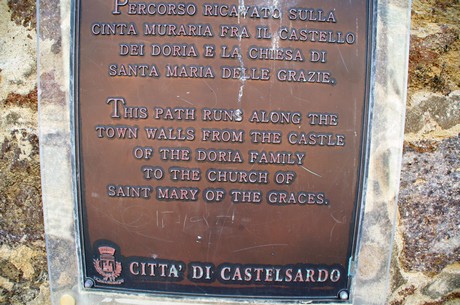 Percorso ricavato sulla
cinta muraria fra il Castello
dei Doria e la Chiesa di
Santa Maria delle Grazie.
This path runs along the
town walls from the castle
of the Doria family
to the church of
Saint Mary of the Graces.
CITTA' DI CASTELSARDO